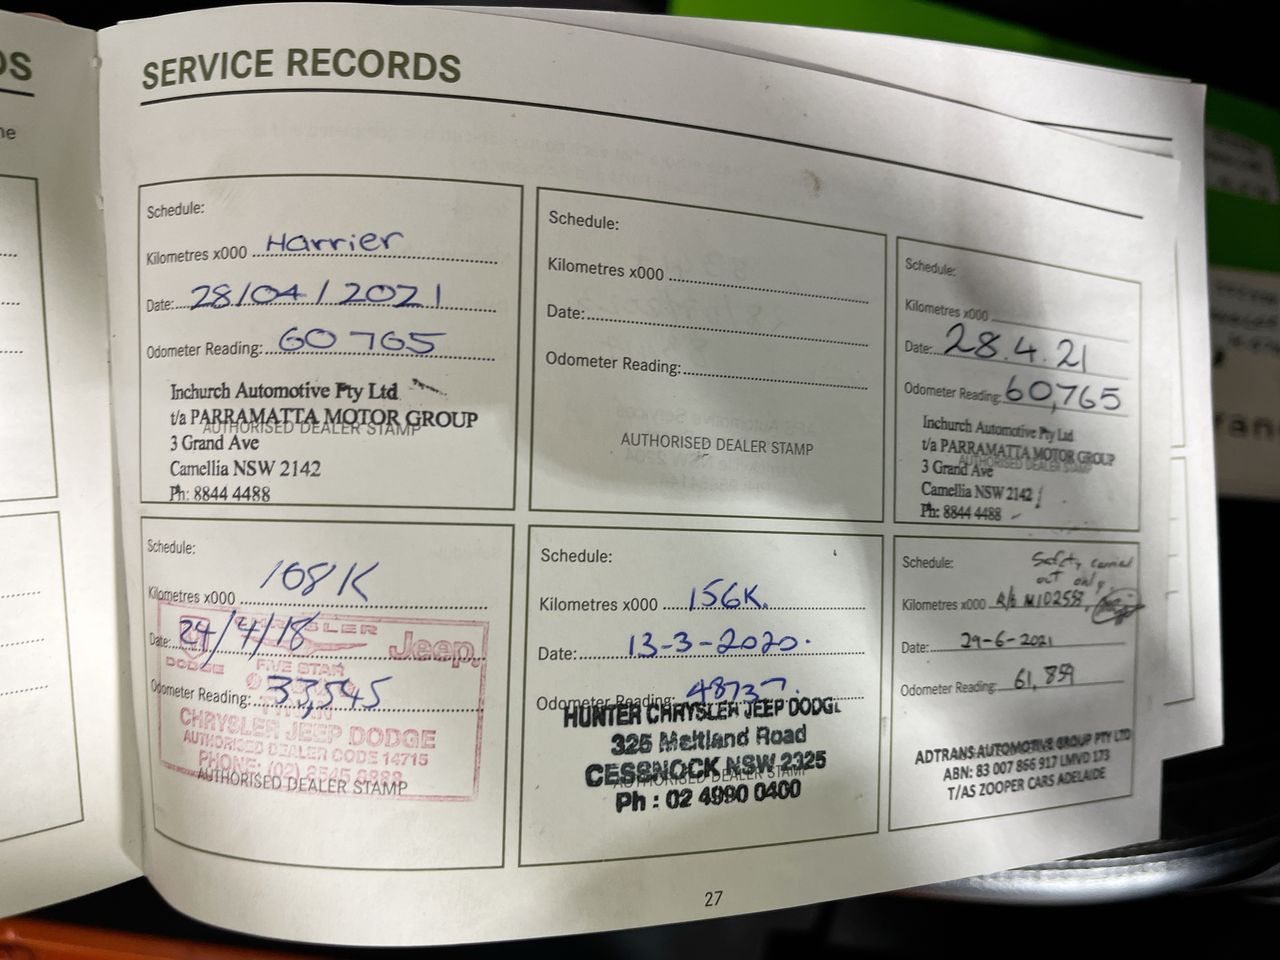 SERVICE RECORDS
Schedule:
Kilometres x000 Harrier
Date: 28/04/2021
Odometer Reading: 60765
Inchurch Automotive Pty Ltd
t/a PARRAMATTA MOTOR GROUP
AUTHORISED DEALER STAMP
3 Grand Ave
Camellia NSW 2142
Ph: 8844 4488
Schedule:
Kilometres x000
Date:
Odometer Reading:
AUTHORISED DEALER STAMP
Schedule:
Kilometres x000
Date: 28.4.21
Odometer Reading: 60,765
Inchurch Automotive Pty Ltd
t/a PARRAMATTA MOTOR GROUP
AUTHORISED DEALER STAMP
3 Grand Ave
Camellia NSW 2142
Ph: 8844 4488
Schedule:
Kilometres x000 108K
CHRYSLER
Date: 24/4/18
Jeep.
DODGE
FIVE STAR
Odometer Reading: 33,545
CHRYSLER JEEP DODGE
AUTHORISED DEALER CODE 14715
PHONE: (02)
AUTHORISED DEALER STAMP
Schedule:
Kilometres x000 156K.
Date: 13-3-2020.
Odometer Reading: 48737.
HUNTER CHRYSLER JEEP DODGE
325 Maitland Road
CESSNOCK NSW 2325
AUTHORISED DEALER STAMP
Ph : 02 4990 0400
Schedule: Safety carried
out only,
Kilometres x000
Date: 29-6-2021
Odometer Reading: 61,859
ADTRANS AUTOMOTIVE GROUP PTY LTD
ABN: 83 007 866 917 LMVD 173
T/AS ZOOPER CARS ADELAIDE
27